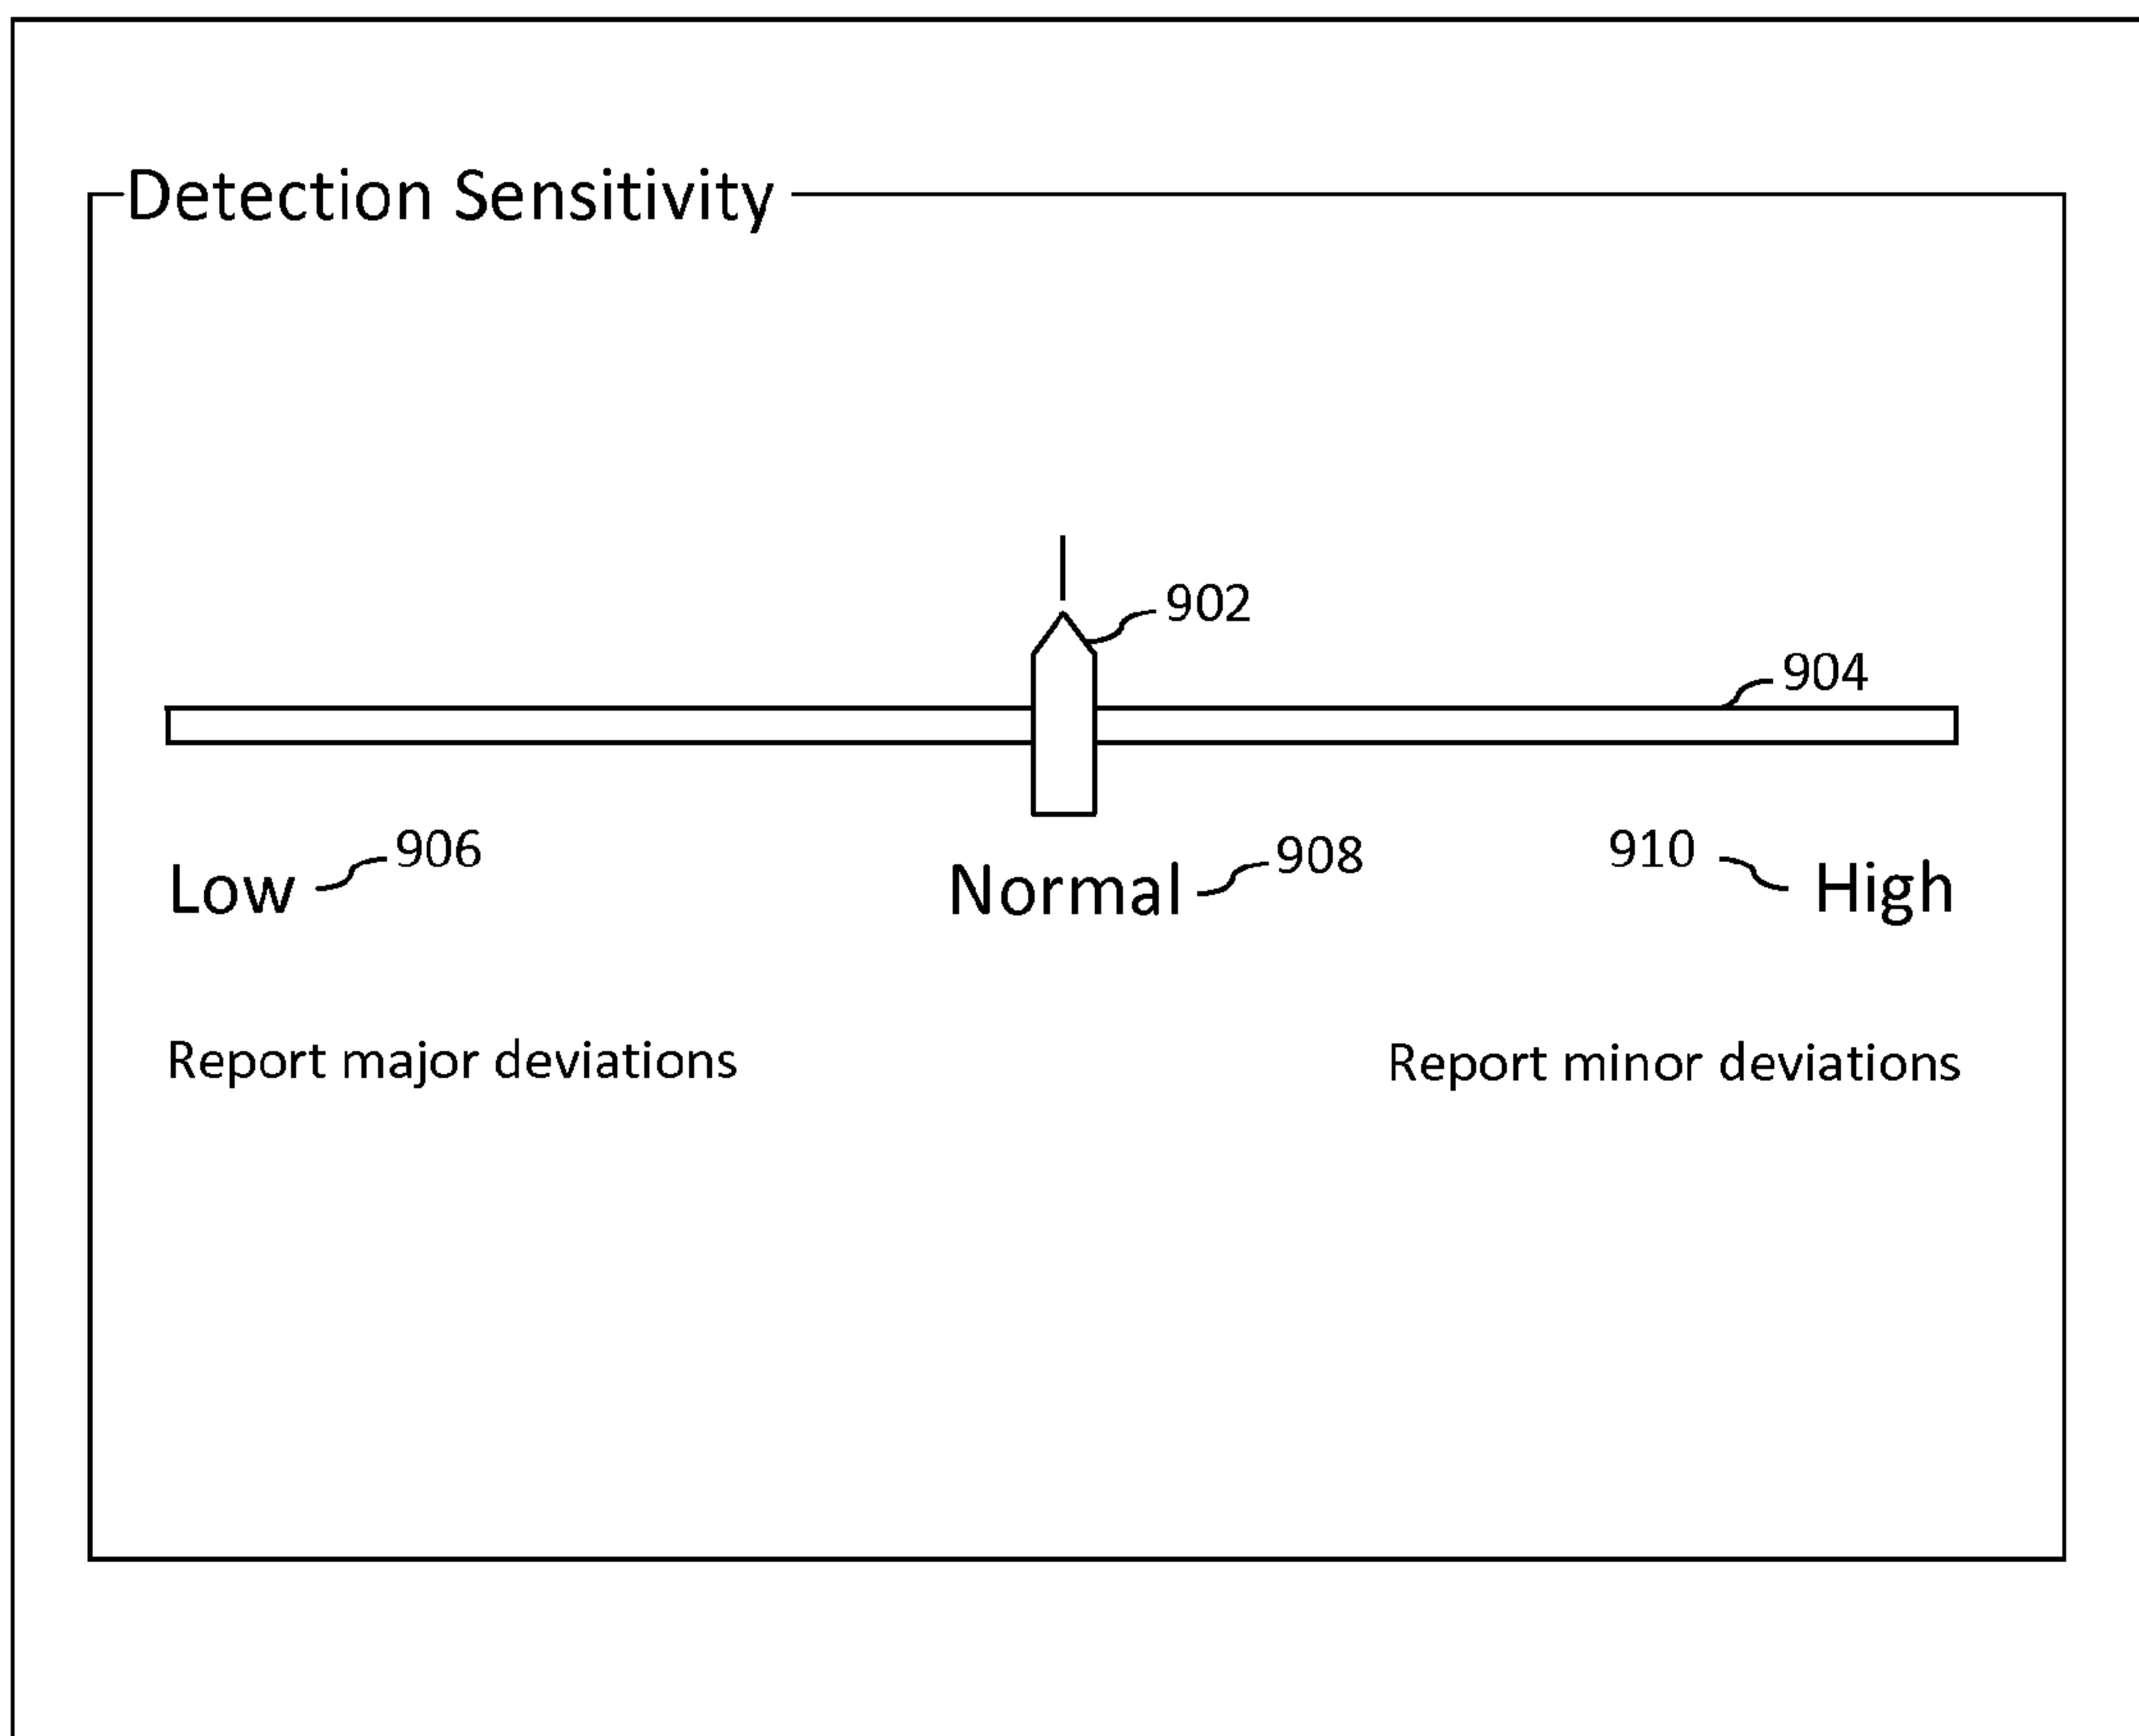 Detection Sensitivity
902
904
906
908
910
Low
Normal
High
Report major deviations
Report minor deviations